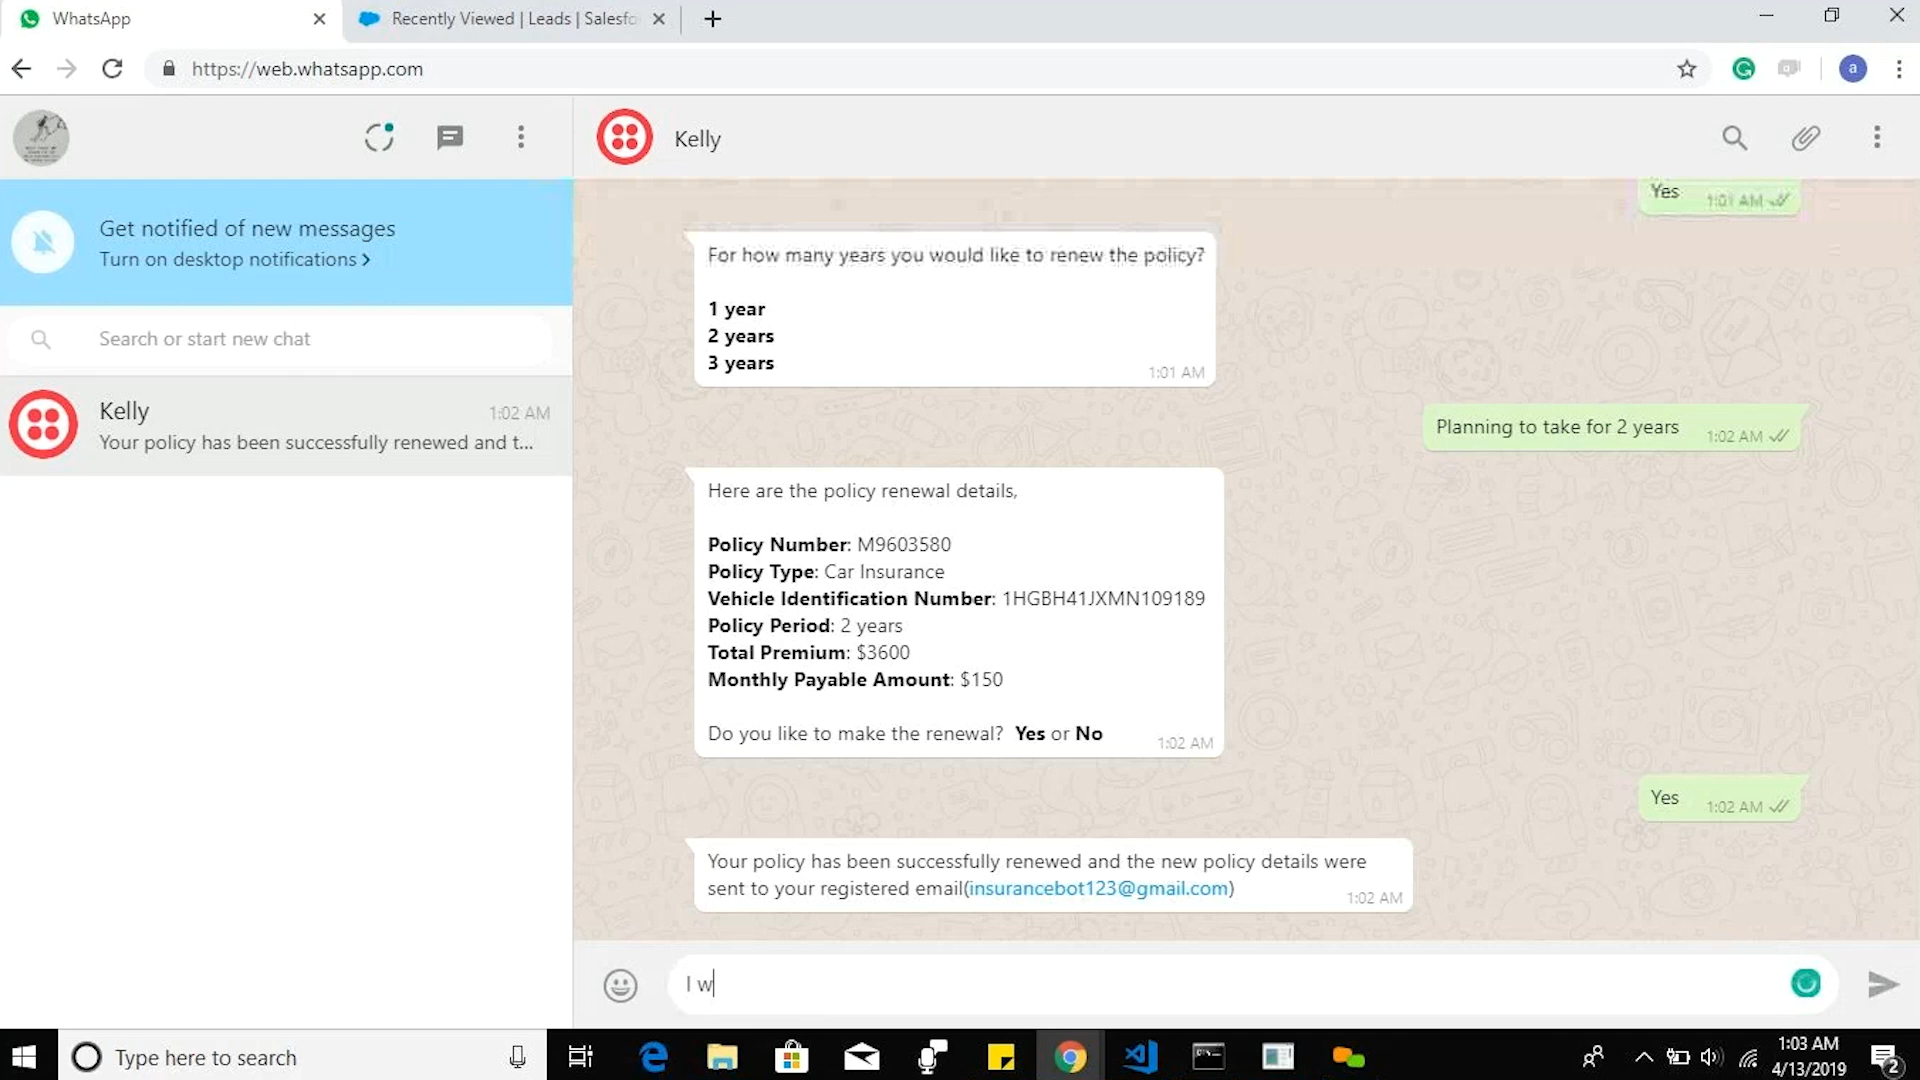 WhatsApp
Recently Viewed | Leads | Salesfo
https://web.whatsapp.com
a
Kelly
Get notified of new messages
Turn on desktop notifications >
Search or start new chat
Kelly
1:02 AM
Your policy has been successfully renewed and t...
Yes 1:01 AM
For how many years you would like to renew the policy?
1 year
2 years
3 years
1:01 AM
Planning to take for 2 years 1:02 AM
Here are the policy renewal details,
Policy Number: M9603580
Policy Type: Car Insurance
Vehicle Identification Number: 1HGBH41JXMN109189
Policy Period: 2 years
Total Premium: $3600
Monthly Payable Amount: $150
Do you like to make the renewal? Yes or No
1:02 AM
Yes 1:02 AM
Your policy has been successfully renewed and the new policy details were
sent to your registered email(insurancebot123@gmail.com)
1:02 AM
I w
Type here to search
1:03 AM
4/13/2019
2